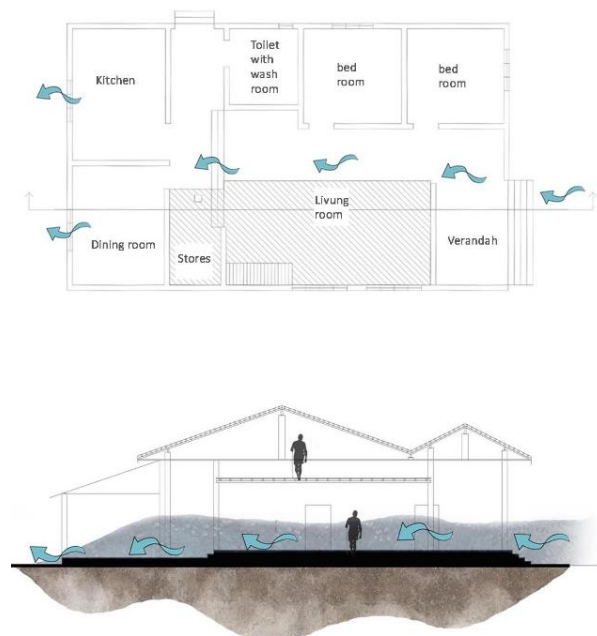 Toilet with
wash
room
bed
room
bed
room
Kitchen
Livung
room
Dining room
Stores
Verandah